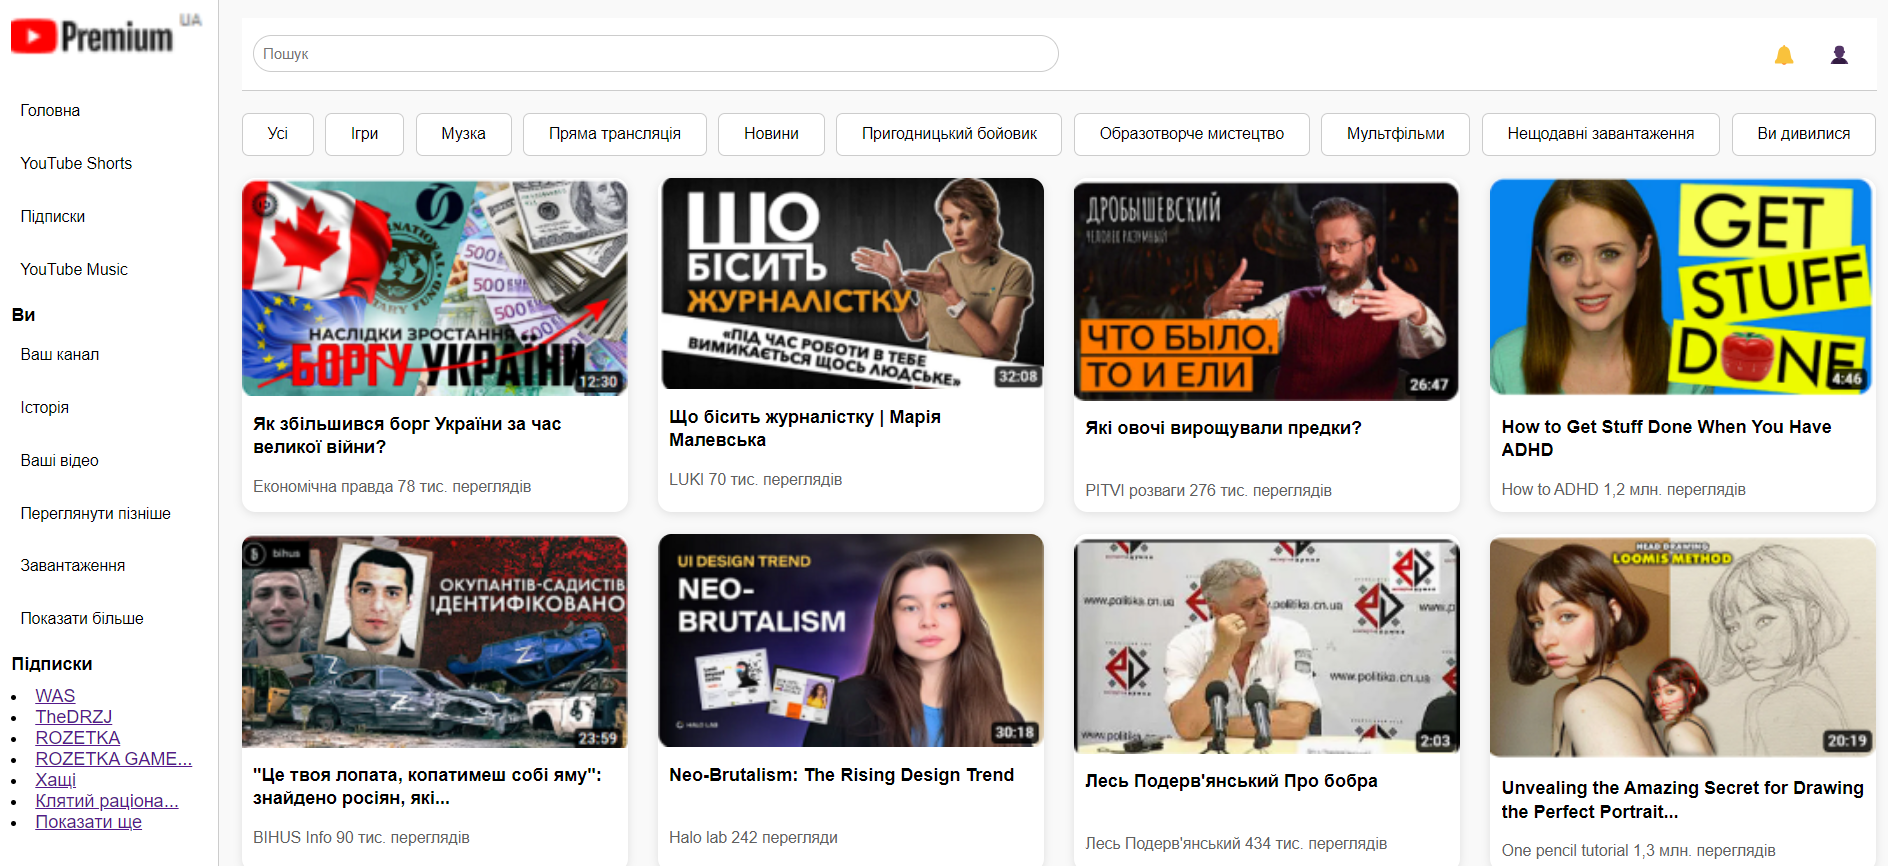 Premium UA
Головна
YouTube Shorts
Підписки
YouTube Music
Ви
Ваш канал
Історія
Ваші відео
Переглянути пізніше
Завантаження
Показати більше
Підписки
WAS
TheDRZJ
ROZETKA
ROZETKA GAME...
Хащі
Клятий раціона...
Показати ще
Пошук
Усі
Ігри
Музка
Пряма трансляція
Новини
Пригодницький бойовик
Образотворче мистецтво
Мультфільми
Нещодавні завантаження
Ви дивилися
500
500
500
НАСЛІДКИ ЗРОСТАННЯ
БОРГУ УКРАЇНИ
12:30
Як збільшився борг України за час
великої війни?
Економічна правда 78 тис. переглядів
ЩО
БІСИТЬ
ЖУРНАЛІСТКУ
«ПІД ЧАС РОБОТИ В ТЕБЕ
ВИМИКАЄТЬСЯ ЩОСЬ ЛЮДСЬКЕ»
32:08
Що бісить журналістку | Марія
Малевська
LUKI 70 тис. переглядів
ДРОБЫШЕВСКИЙ
ЧЕЛОВЕК РАЗУМНЫЙ
ЧТО БЫЛО,
ТО И ЕЛИ
26:47
Які овочі вирощували предки?
PITVI розваги 276 тис. переглядів
GET
STUFF
DONE
4:46
How to Get Stuff Done When You Have
ADHD
How to ADHD 1,2 млн. переглядів
bihus
ОКУПАНТІВ-САДИСТІВ
ІДЕНТИФІКОВАНО
Z
Z
23:59
"Це твоя лопата, копатимеш собі яму":
знайдено росіян, які...
BIHUS Info 90 тис. переглядів
UI DESIGN TREND
NEO-
BRUTALISM
HALO LAB
30:18
Neo-Brutalism: The Rising Design Trend
Halo lab 242 перегляди
www.politika.cn.ua
www.politika.cn.ua
2:03
Лесь Подерв'янський Про бобра
Лесь Подерв'янський 434 тис. переглядів
HEAD DRAWING
LOOMIS METHOD
20:19
Unvealing the Amazing Secret for Drawing
the Perfect Portrait...
One pencil tutorial 1,3 млн. переглядів